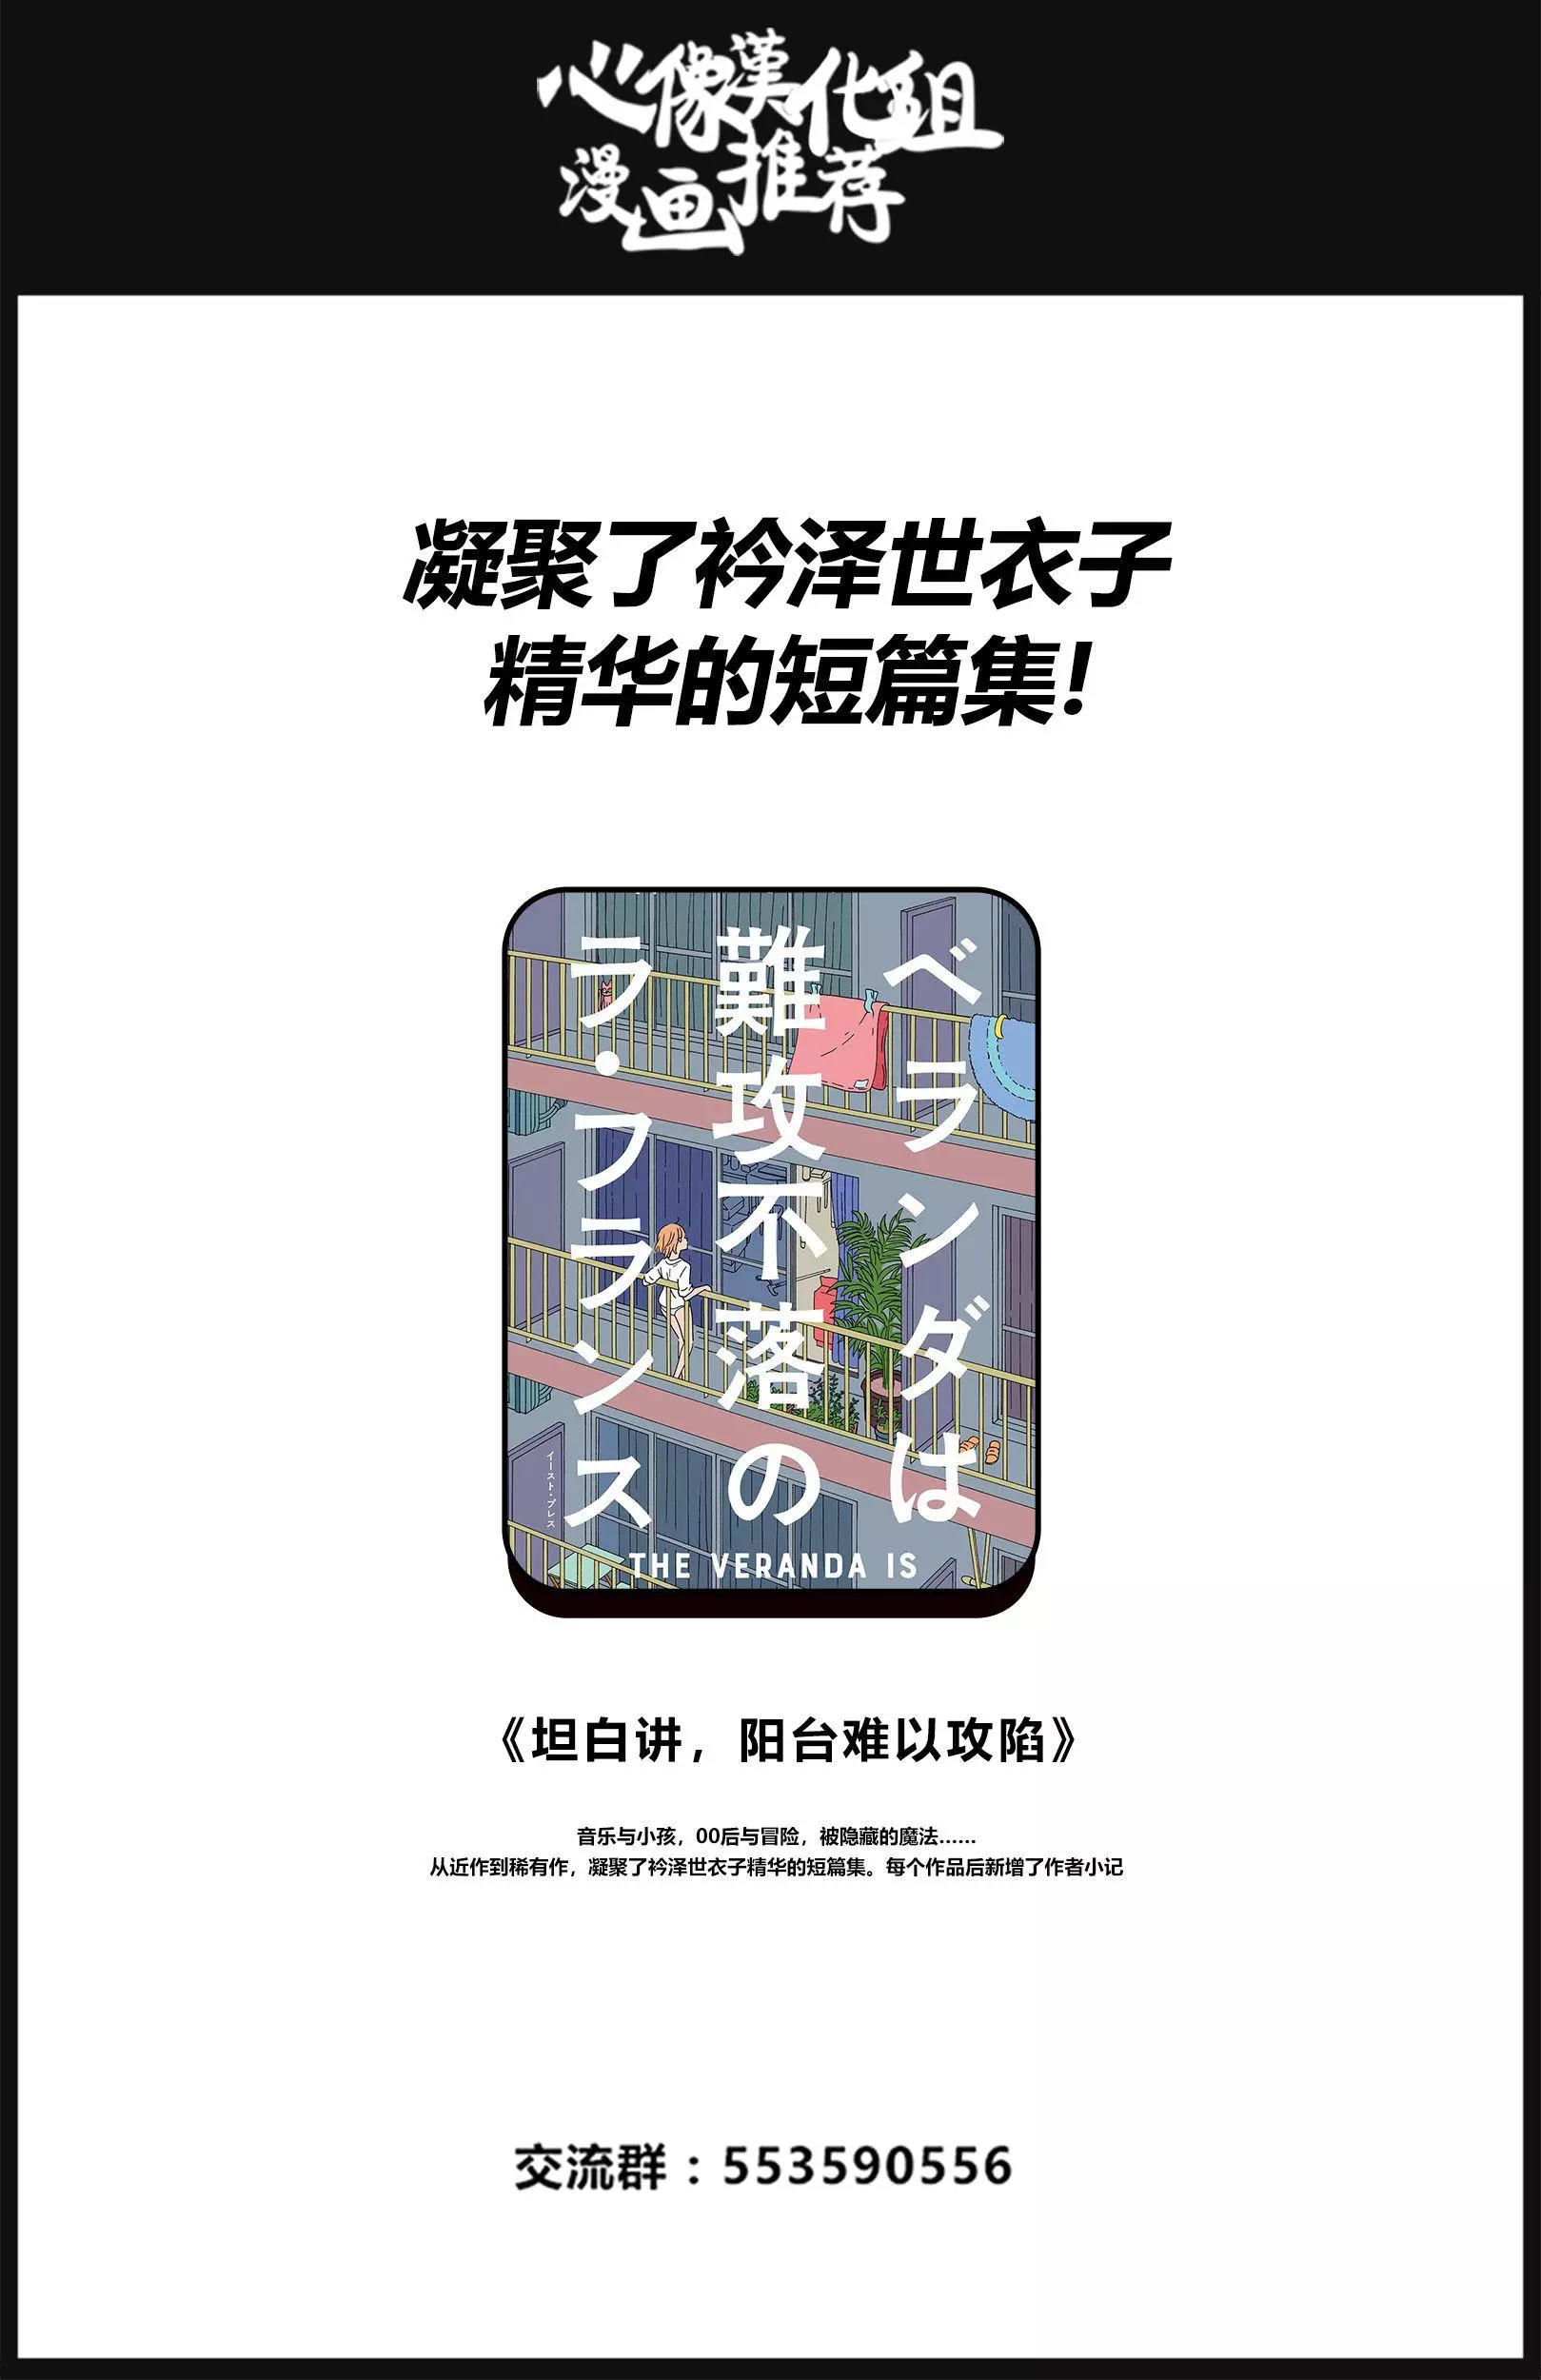 心像漢化组
漫画推荐
凝聚了衿泽世衣子
精华的短篇集!
ベランダは
難攻不落の
ラ・フランス
イースト・プレス
THE VERANDA IS
《坦白讲，阳台难以攻陷》
音乐与小孩，00后与冒险，被隐藏的魔法……
从近作到稀有作，凝聚了衿泽世衣子精华的短篇集。每个作品后新增了作者小记
交流群：553590556